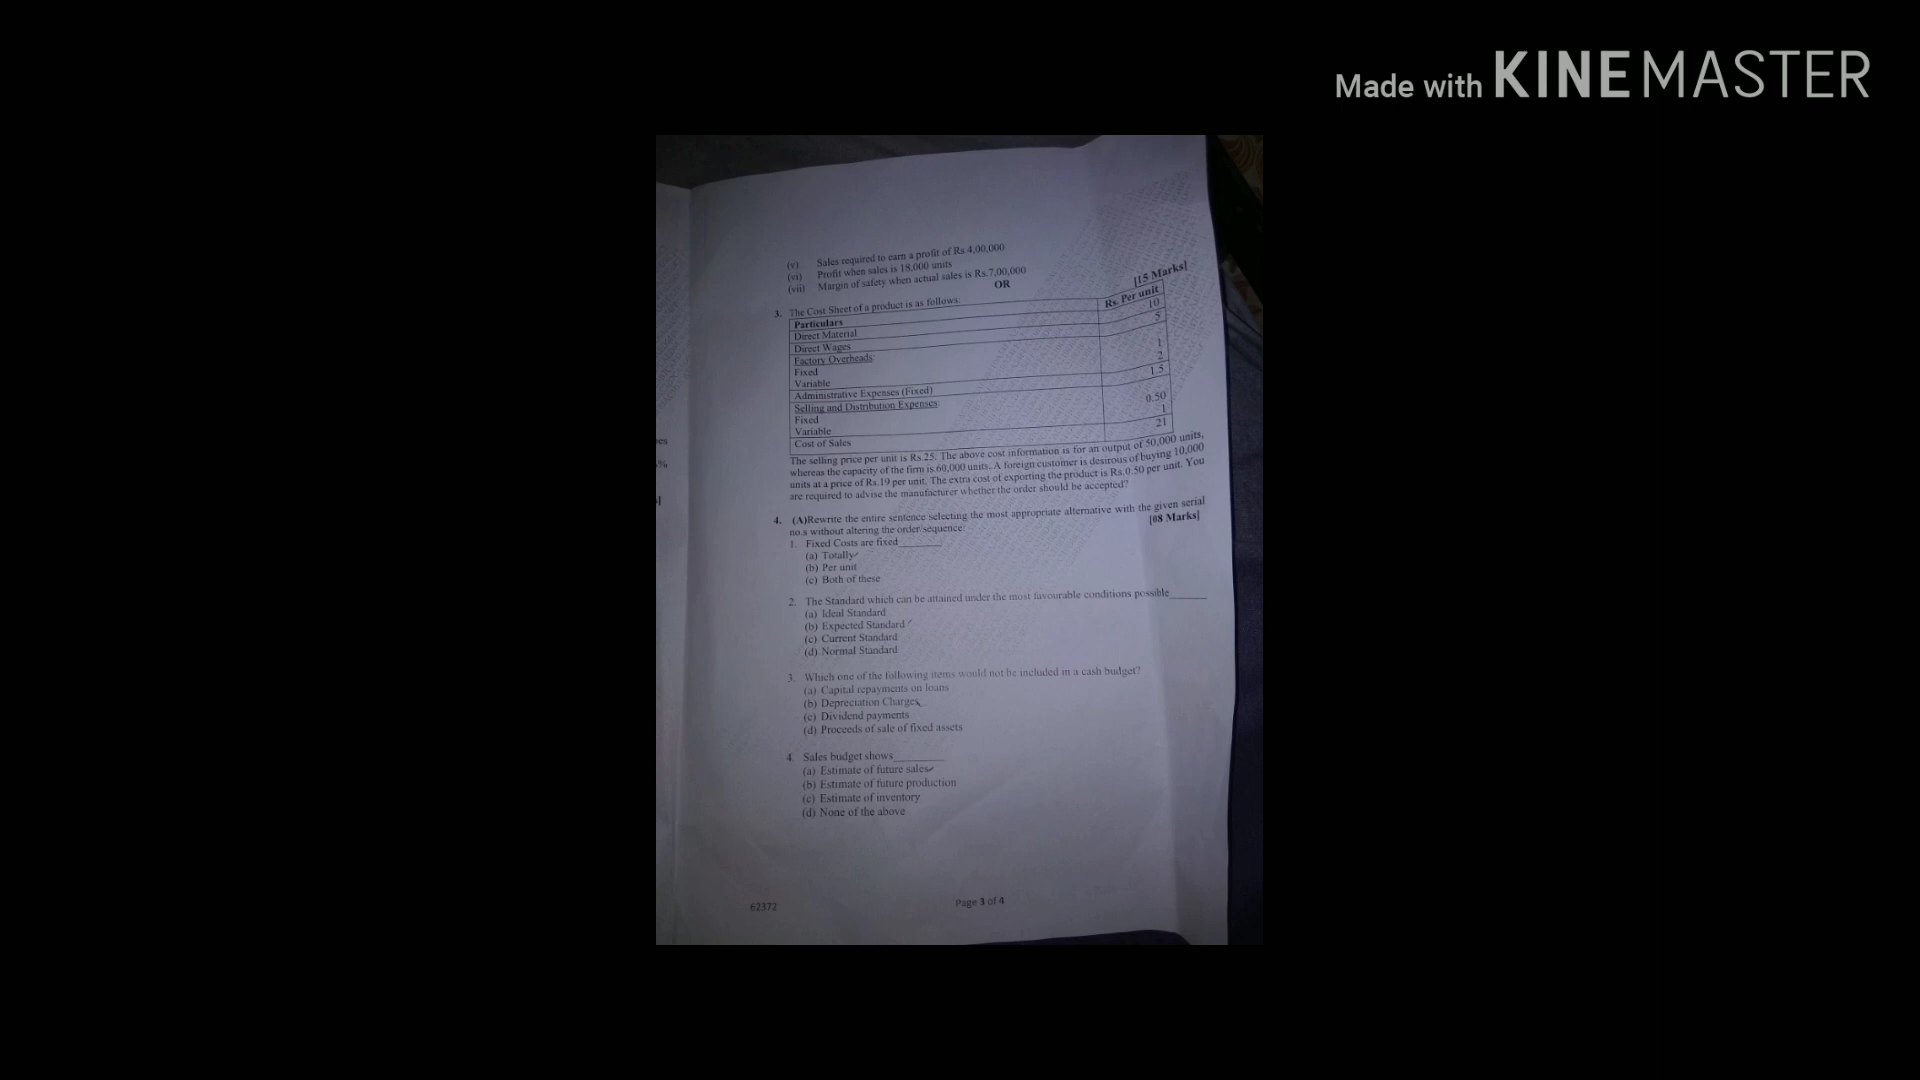 Made with KINEMASTER
(v) Sales required to earn a profit of Rs.4,00,000
(vi) Profit when sales is 18,000 units
(vii) Margin of safety when actual sales is Rs.7,00,000
OR
[15 Marks]
3. The Cost Sheet of a product is as follows:
Particulars Rs. Per unit
Direct Material 10
Direct Wages 5
Factory Overheads:
Fixed 1
Variable 2
Administrative Expenses (Fixed) 1.5
Selling and Distribution Expenses:
Fixed 0.50
Variable 1
Cost of Sales 21
The selling price per unit is Rs.25. The above cost information is for an output of 50,000 units,
whereas the capacity of the firm is 60,000 units. A foreign customer is desirous of buying 10,000
units at a price of Rs.19 per unit. The extra cost of exporting the product is Rs.0.50 per unit. You
are required to advise the manufacturer whether the order should be accepted?
4. (A)Rewrite the entire sentence selecting the most appropriate alternative with the given serial
no.s without altering the order/sequence:
[08 Marks]
1. Fixed Costs are fixed________
(a) Totally
(b) Per unit
(c) Both of these
2. The Standard which can be attained under the most favourable conditions possible______
(a) Ideal Standard
(b) Expected Standard
(c) Current Standard
(d) Normal Standard
3. Which one of the following items would not be included in a cash budget?
(a) Capital repayments on loans
(b) Depreciation Charges
(c) Dividend payments
(d) Proceeds of sale of fixed assets
4. Sales budget shows_________
(a) Estimate of future sales
(b) Estimate of future production
(c) Estimate of inventory
(d) None of the above
62372
Page 3 of 4